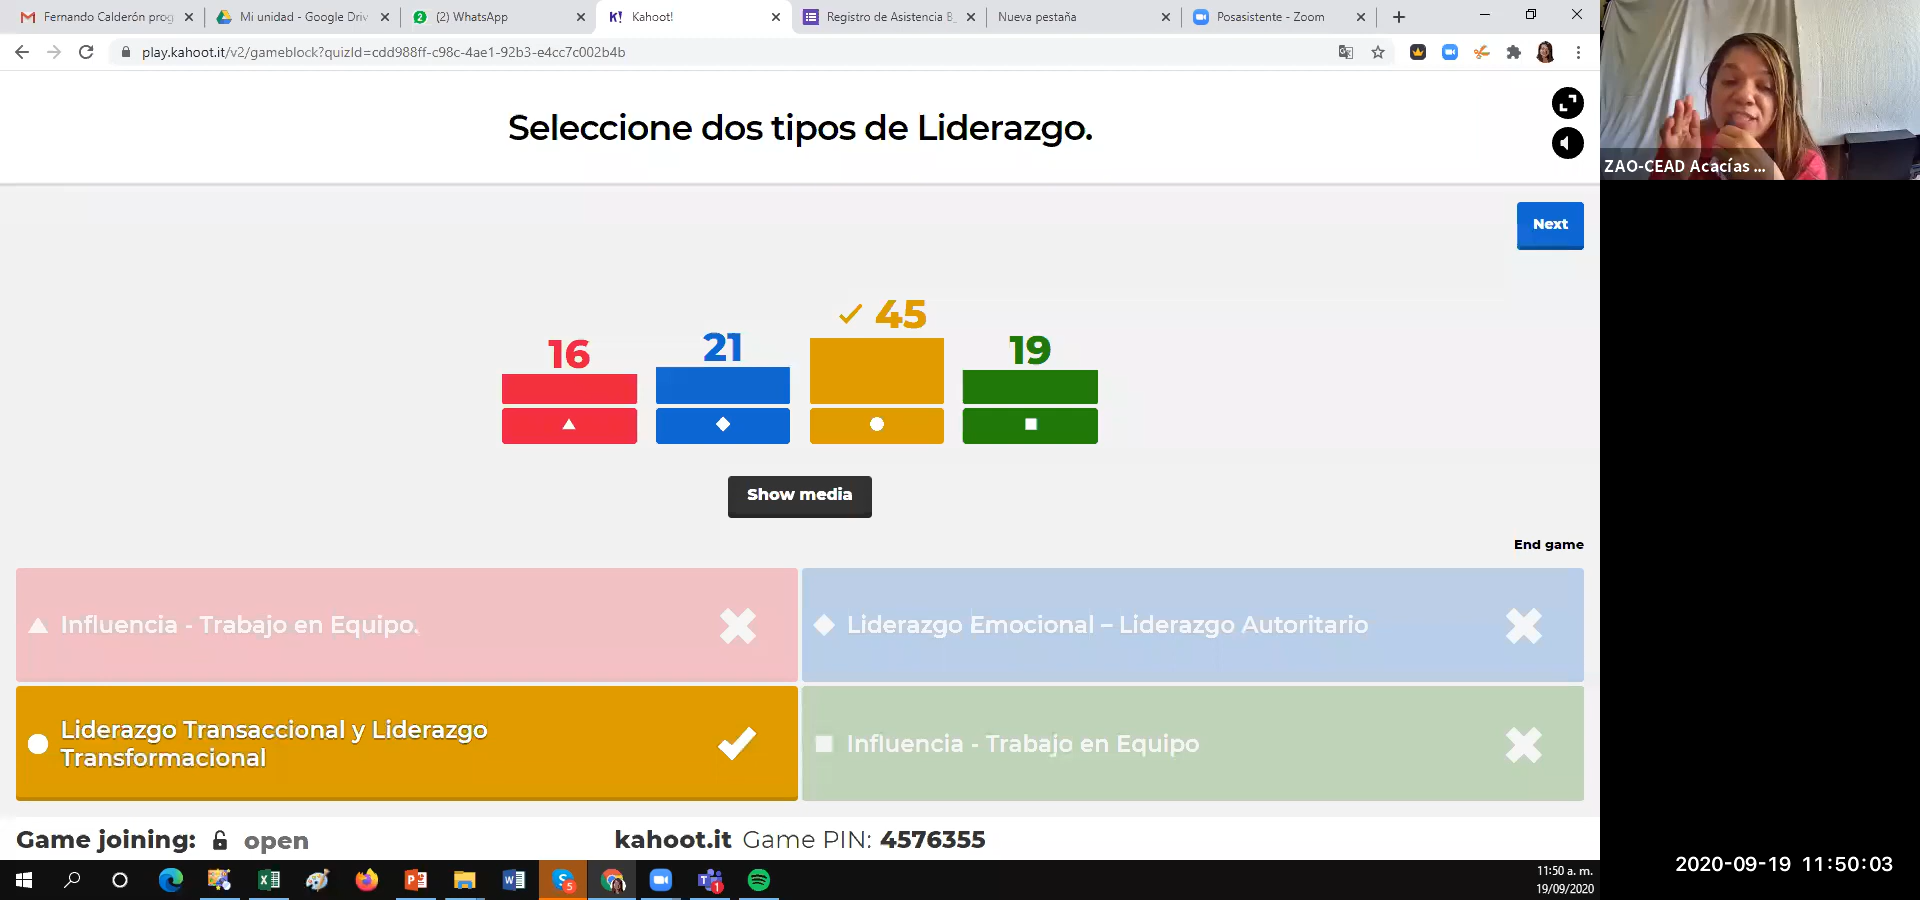 Fernando Calderón prog
Mi unidad - Google Driv
(2) WhatsApp
Kahoot!
Registro de Asistencia B_
Nueva pestaña
Posasistente - Zoom
play.kahoot.it/v2/gameblock?quizId=cdd988ff-c98c-4ae1-92b3-e4cc7c002b4b
Seleccione dos tipos de Liderazgo.
ZAO-CEAD Acacías ...
Next
16
21
45
19
Show media
End game
Influencia - Trabajo en Equipo.
Liderazgo Emocional – Liderazgo Autoritario
Liderazgo Transaccional y Liderazgo
Transformacional
Influencia - Trabajo en Equipo
Game joining: open
kahoot.it Game PIN: 4576355
11:50 a. m.
19/09/2020
2020-09-19 11:50:03